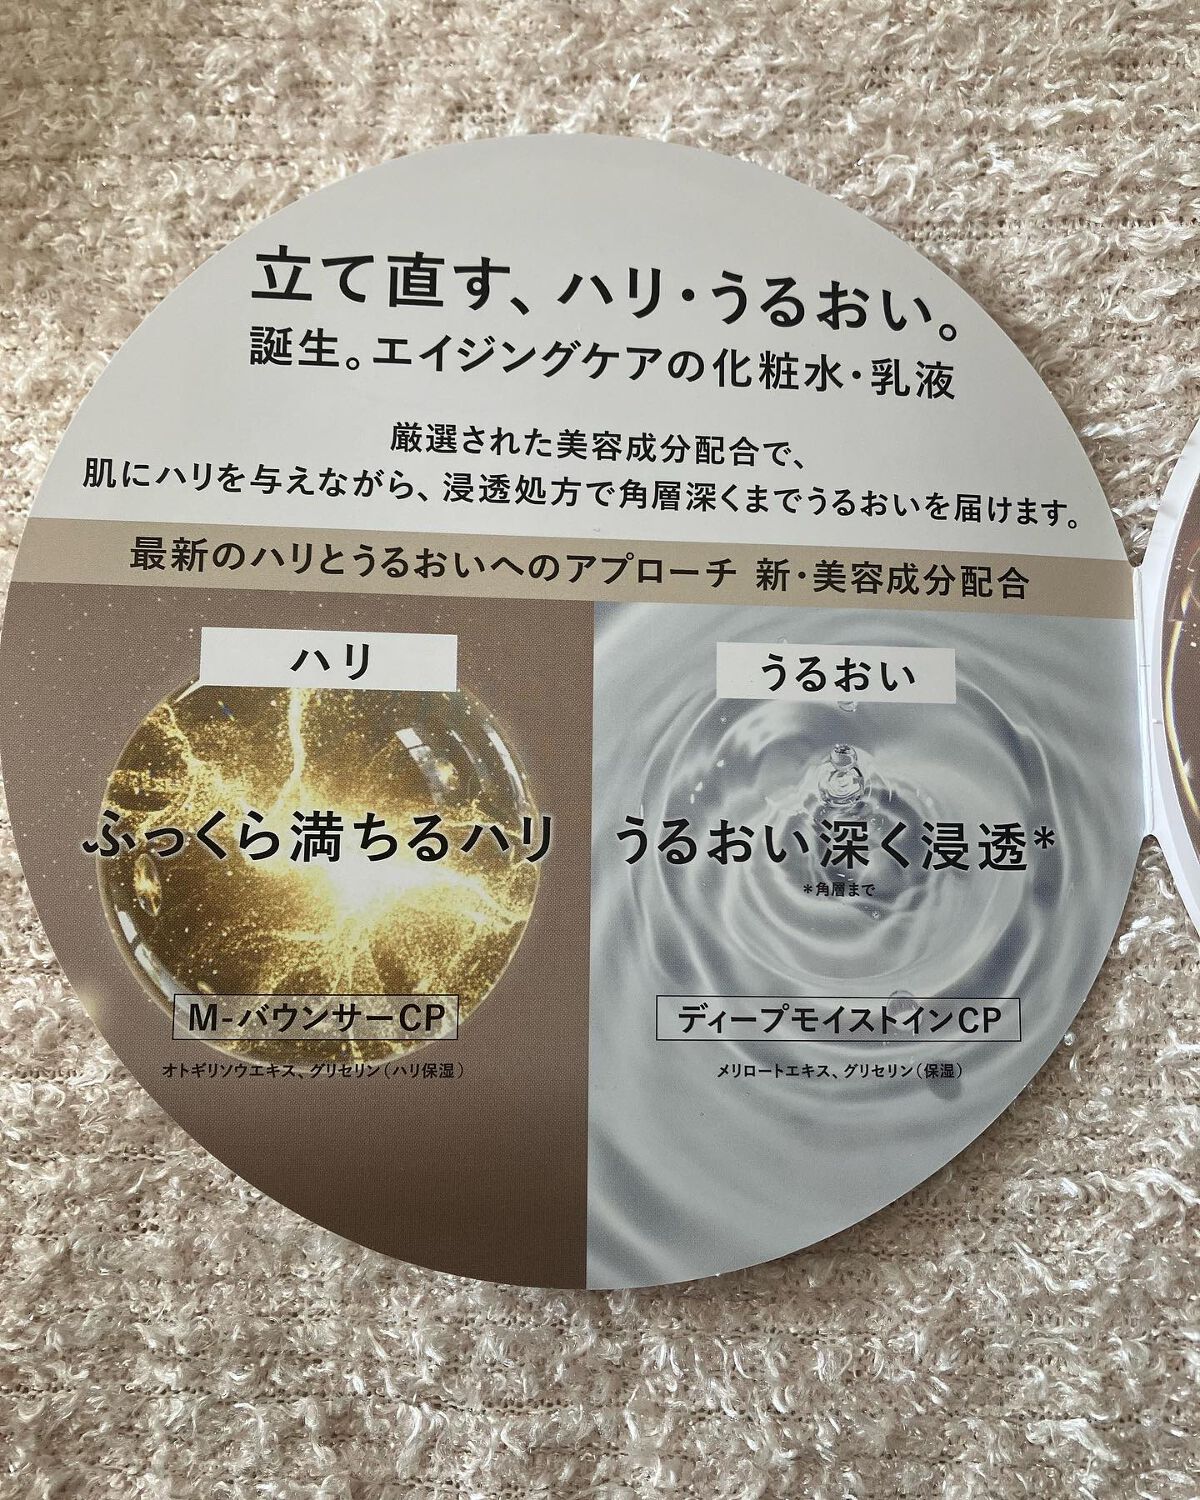 立て直す、ハリ・うるおい。
誕生。エイジングケアの化粧水・乳液
厳選された美容成分配合で、
肌にハリを与えながら、浸透処方で角層深くまでうるおいを届けます。
最新のハリとうるおいへのアプローチ 新・美容成分配合
ハリ
ふっくら満ちるハリ
M-バウンサーCP
オトギリソウエキス、グリセリン（ハリ保湿）
うるおい
うるおい深く浸透*
*角層まで
ディープモイストインCP
メリロートエキス、グリセリン（保湿）